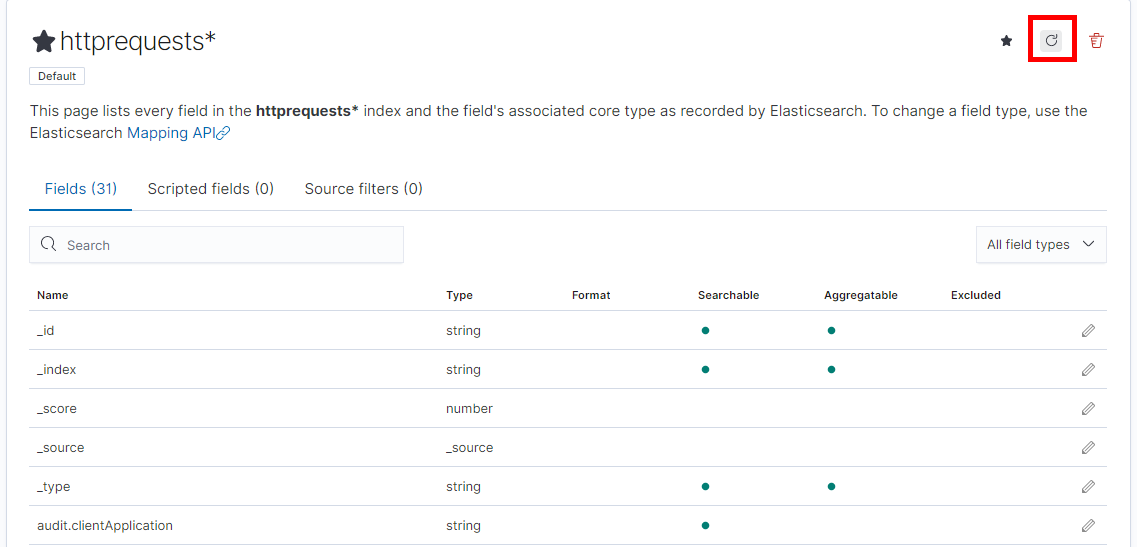 httprequests*
Default
This page lists every field in the httprequests* index and the field's associated core type as recorded by Elasticsearch. To change a field type, use the
Elasticsearch Mapping API
Fields (31) Scripted fields (0) Source filters (0)
Search All field types
Name Type Format Searchable Aggregatable Excluded
_id string
_index string
_score number
_source _source
_type string
audit.clientApplication string